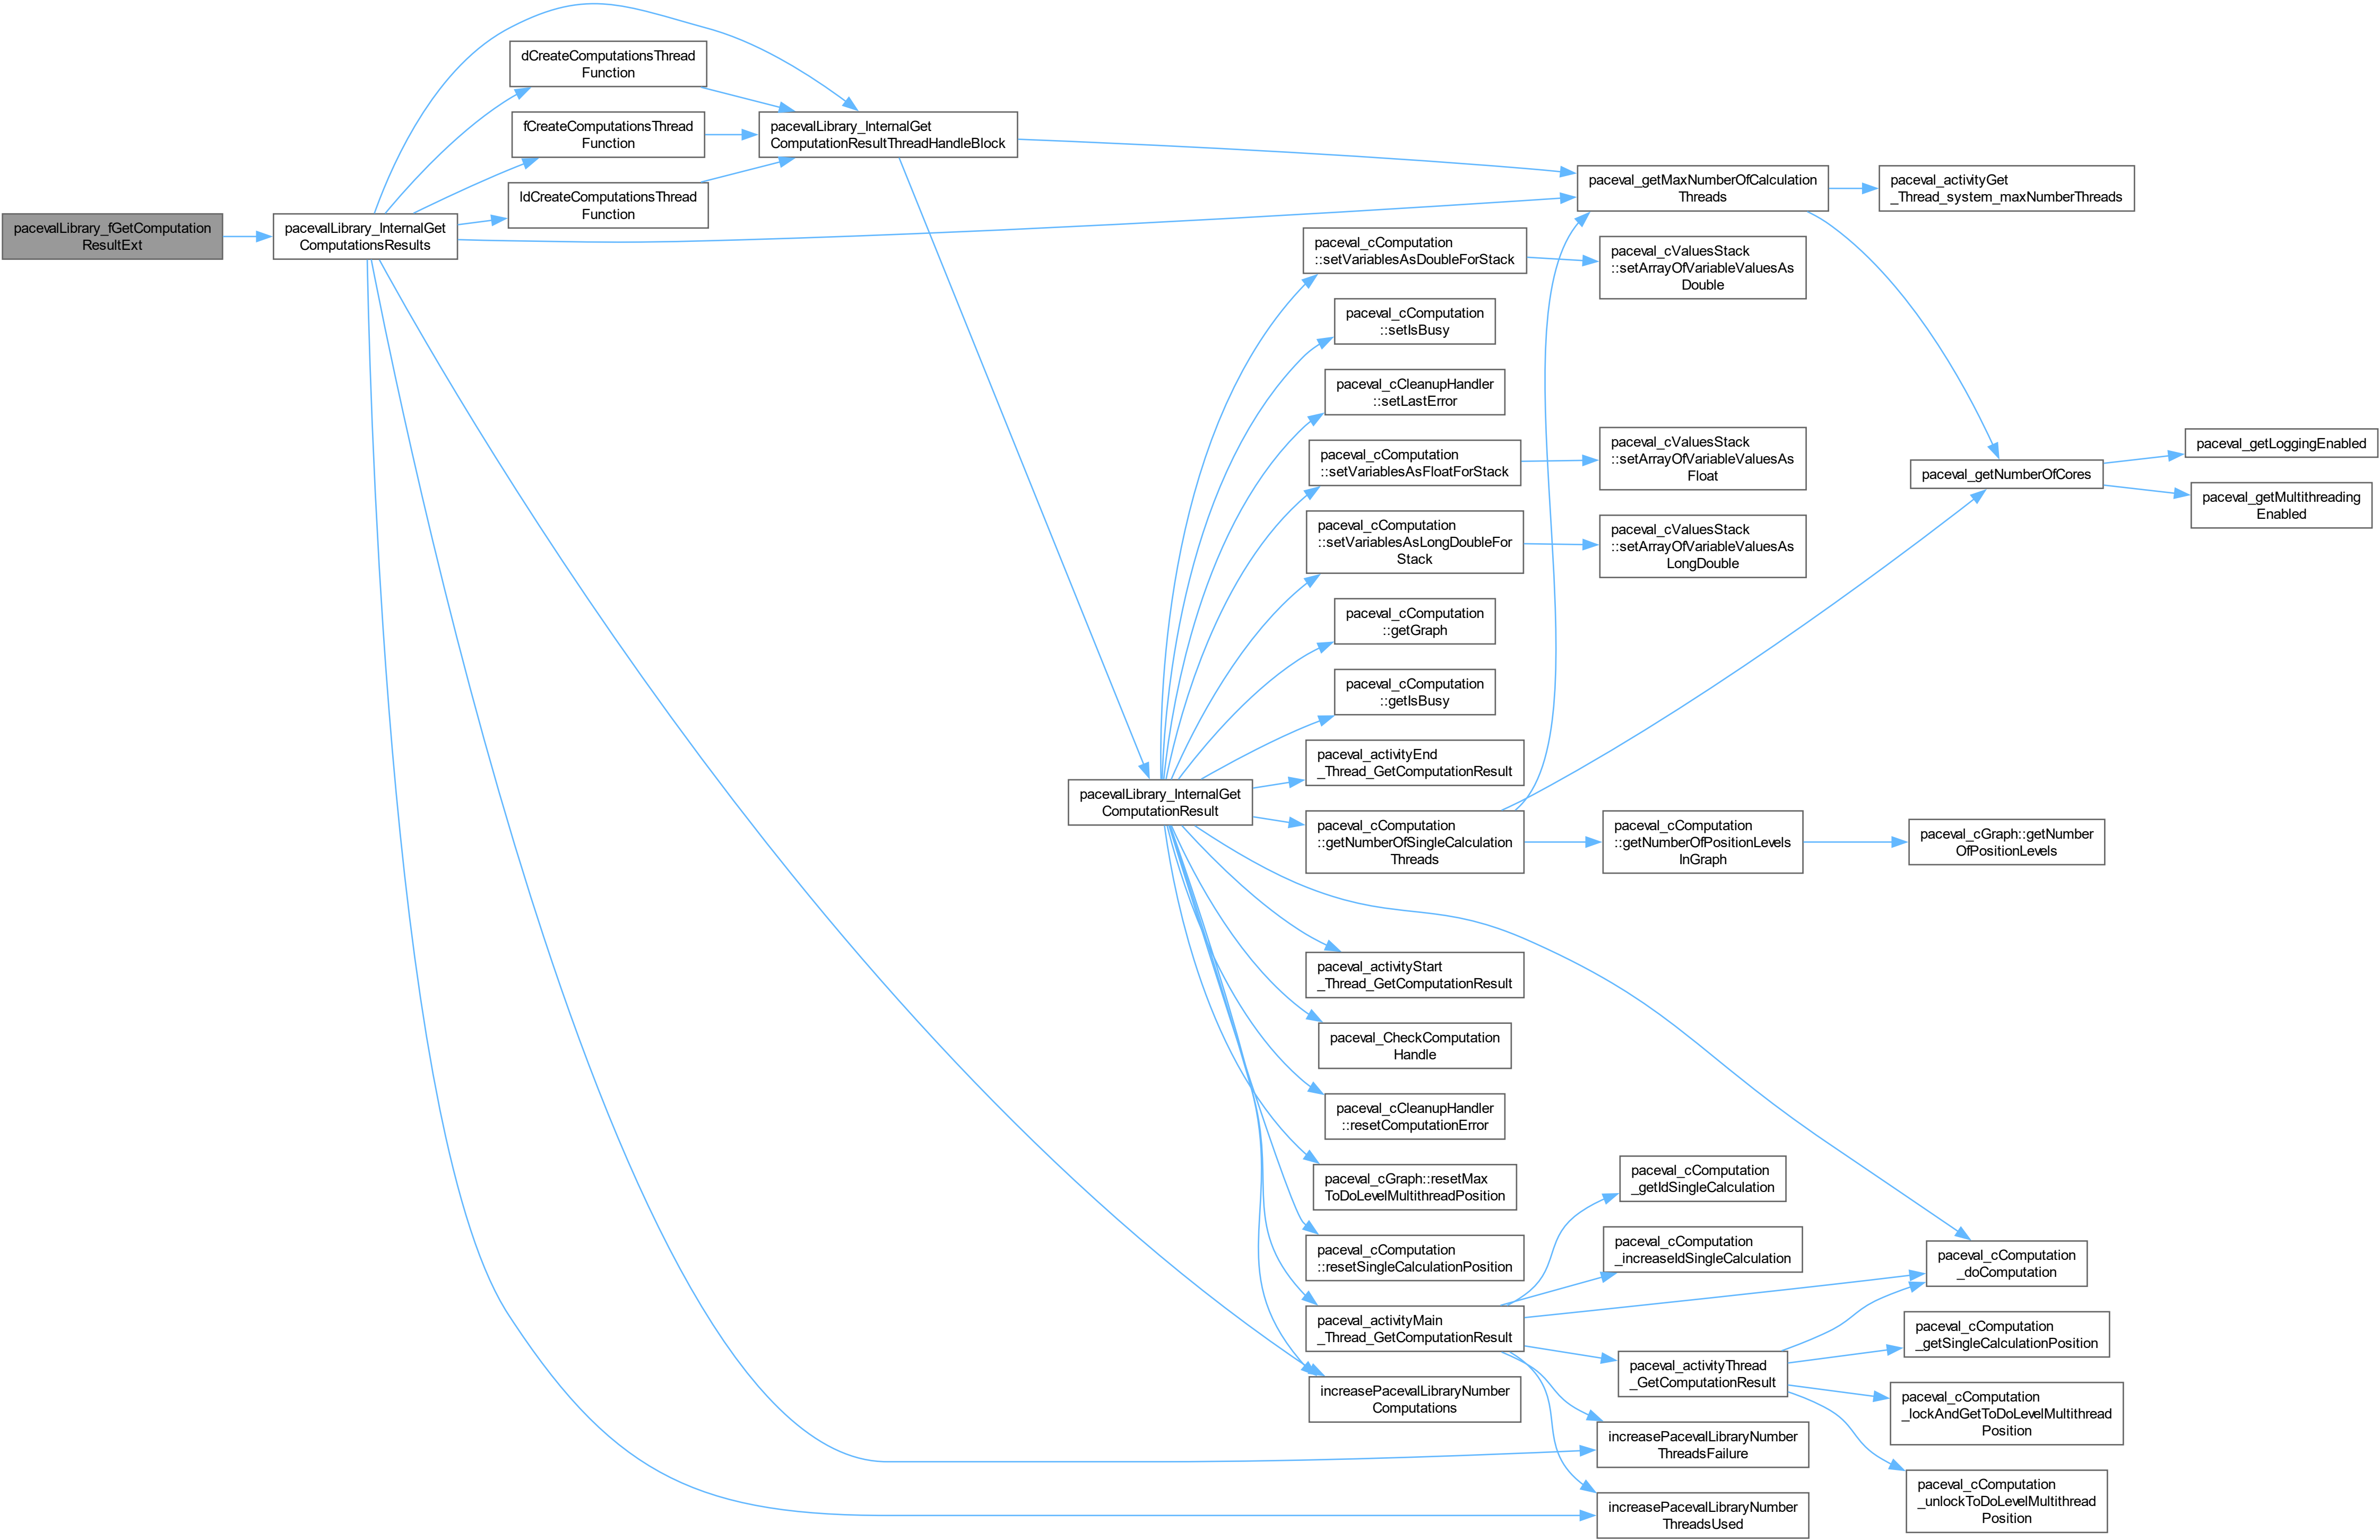 pacevalLibrary_fGetComputation
ResultExt
pacevalLibrary_InternalGet
ComputationsResults
dCreateComputationsThread
Function
fCreateComputationsThread
Function
ldCreateComputationsThread
Function
pacevalLibrary_InternalGet
ComputationResultThreadHandleBlock
pacevalLibrary_InternalGet
ComputationResult
paceval_cComputation
::setVariablesAsDoubleForStack
paceval_cComputation
::setIsBusy
paceval_cCleanupHandler
::setLastError
paceval_cComputation
::setVariablesAsFloatForStack
paceval_cComputation
::setVariablesAsLongDoubleFor
Stack
paceval_cComputation
::getGraph
paceval_cComputation
::getIsBusy
paceval_activityEnd
_Thread_GetComputationResult
paceval_cComputation
::getNumberOfSingleCalculation
Threads
paceval_activityStart
_Thread_GetComputationResult
paceval_CheckComputation
Handle
paceval_cCleanupHandler
::resetComputationError
paceval_cGraph::resetMax
ToDoLevelMultithreadPosition
paceval_cComputation
::resetSingleCalculationPosition
paceval_activityMain
_Thread_GetComputationResult
increasePacevalLibraryNumber
Computations
paceval_getMaxNumberOfCalculation
Threads
paceval_cValuesStack
::setArrayOfVariableValuesAs
Double
paceval_cValuesStack
::setArrayOfVariableValuesAs
Float
paceval_cValuesStack
::setArrayOfVariableValuesAs
LongDouble
paceval_cComputation
::getNumberOfPositionLevels
InGraph
paceval_cComputation
_getIdSingleCalculation
paceval_cComputation
_increaseIdSingleCalculation
paceval_activityThread
_GetComputationResult
increasePacevalLibraryNumber
ThreadsFailure
increasePacevalLibraryNumber
ThreadsUsed
paceval_activityGet
_Thread_system_maxNumberThreads
paceval_getNumberOfCores
paceval_cGraph::getNumber
OfPositionLevels
paceval_cComputation
_doComputation
paceval_cComputation
_getSingleCalculationPosition
paceval_cComputation
_lockAndGetToDoLevelMultithread
Position
paceval_cComputation
_unlockToDoLevelMultithread
Position
paceval_getLoggingEnabled
paceval_getMultithreading
Enabled